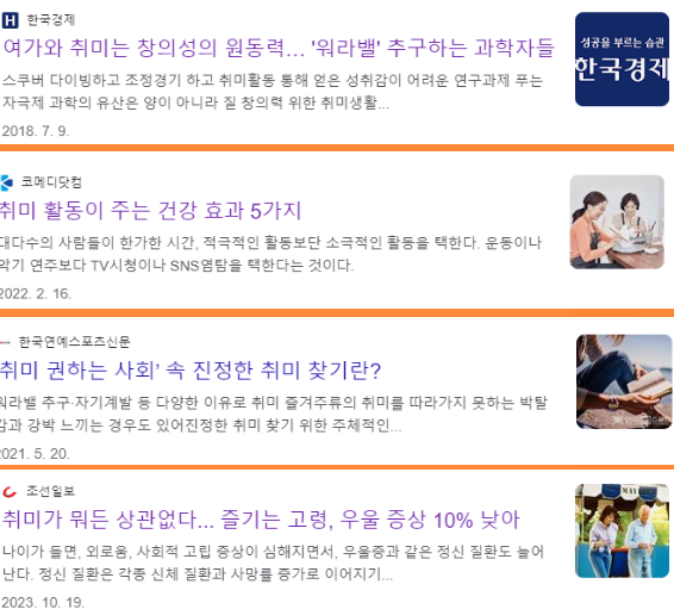 한국경제
여가와 취미는 창의성의 원동력… '워라밸' 추구하는 과학자들
스쿠버 다이빙하고 조정경기 하고 취미활동 통해 얻은 성취감이 어려운 연구과제 푸는
자극제 과학의 유산은 양이 아니라 질 창의력 위한 취미생활...
2018. 7. 9.
성공을 부르는 습관
한국경제
코메디닷컴
취미 활동이 주는 건강 효과 5가지
대다수의 사람들이 한가한 시간, 적극적인 활동보단 소극적인 활동을 택한다. 운동이나
악기 연주보다 TV시청이나 SNS염탐을 택한다는 것이다.
2022. 2. 16.
한국연예스포츠신문
취미 권하는 사회’ 속 진정한 취미 찾기란?
워라밸 추구·자기계발 등 다양한 이유로 취미 즐겨주류의 취미를 따라가지 못하는 박탈
감과 강박 느끼는 경우도 있어진정한 취미 찾기 위한 주체적인...
2021. 5. 20.
조선일보
취미가 뭐든 상관없다... 즐기는 고령, 우울 증상 10% 낮아
나이가 들면, 외로움, 사회적 고립 증상이 심해지면서, 우울증과 같은 정신 질환도 늘어
난다. 정신 질환은 각종 신체 질환과 사망률 증가로 이어지기...
2023. 10. 19.